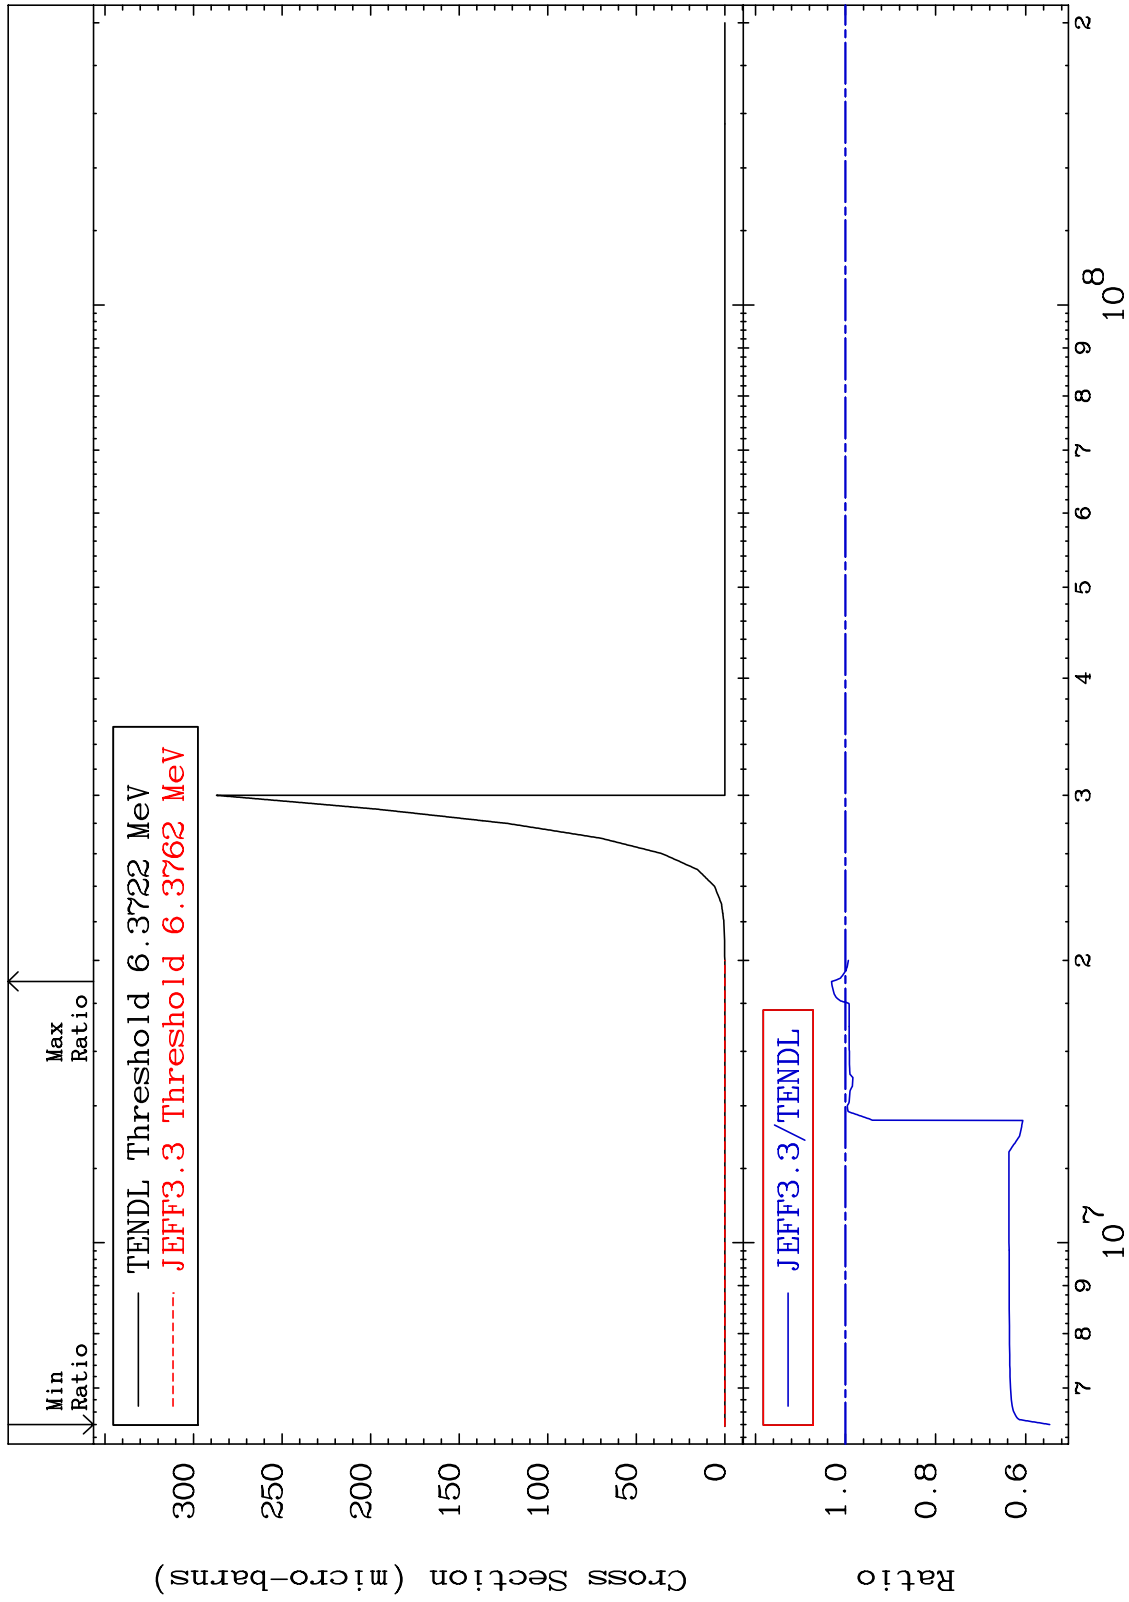 Min
Ratio
Max
Ratio
TENDL Threshold 6.3722 MeV
JEFF3.3 Threshold 6.3762 MeV
300
250
200
150
100
50
0
Cross Section (micro-barns)
JEFF3.3/TENDL
1.0
0.8
0.6
Ratio
7 8 9 10^7 2 3 4 5 6 7 8 9 10^8 2